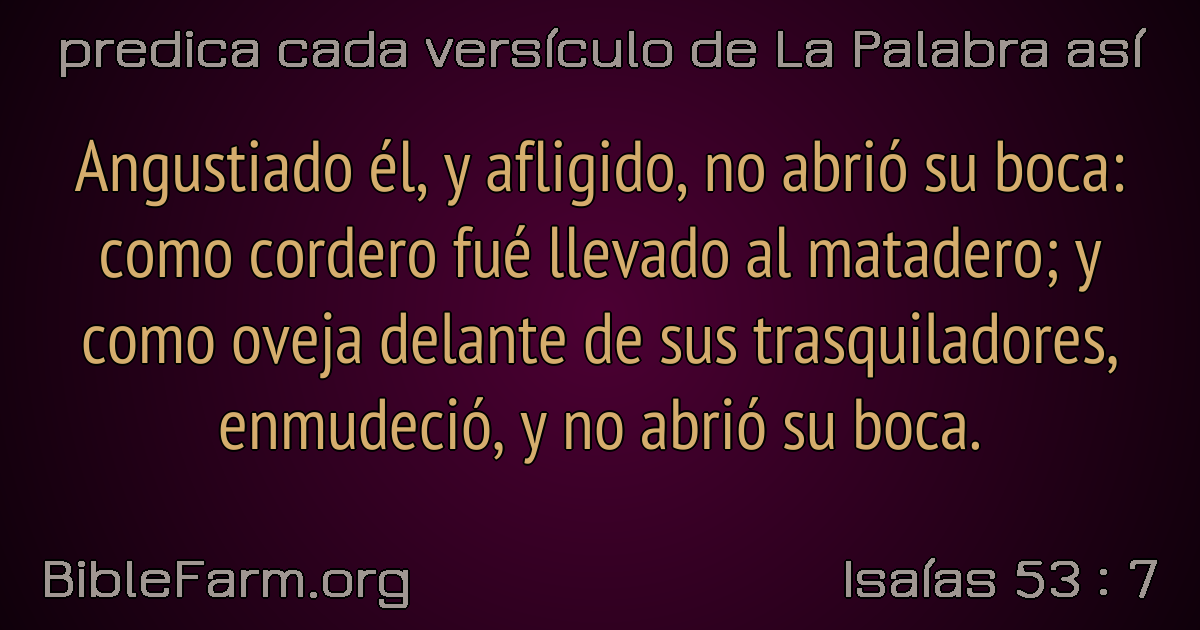 predica cada versículo de La Palabra así
Angustiado él, y afligido, no abrió su boca:
como cordero fué llevado al matadero; y
como oveja delante de sus trasquiladores,
enmudeció, y no abrió su boca.
BibleFarm.org
Isaías 53 : 7